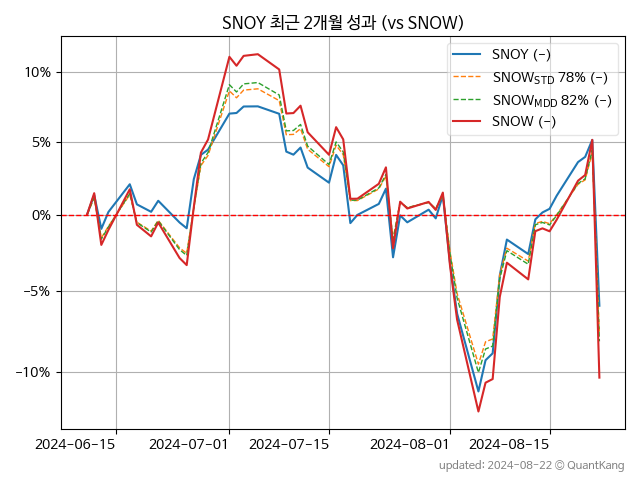 SNOY 최근 2개월 성과 (vs SNOW)
SNOY (-)
SNOW_STD 78% (-)
SNOW_MDD 82% (-)
SNOW (-)
10%
5%
0%
−5%
−10%
2024-06-15
2024-07-01
2024-07-15
2024-08-01
2024-08-15
updated: 2024-08-22 © QuantKang